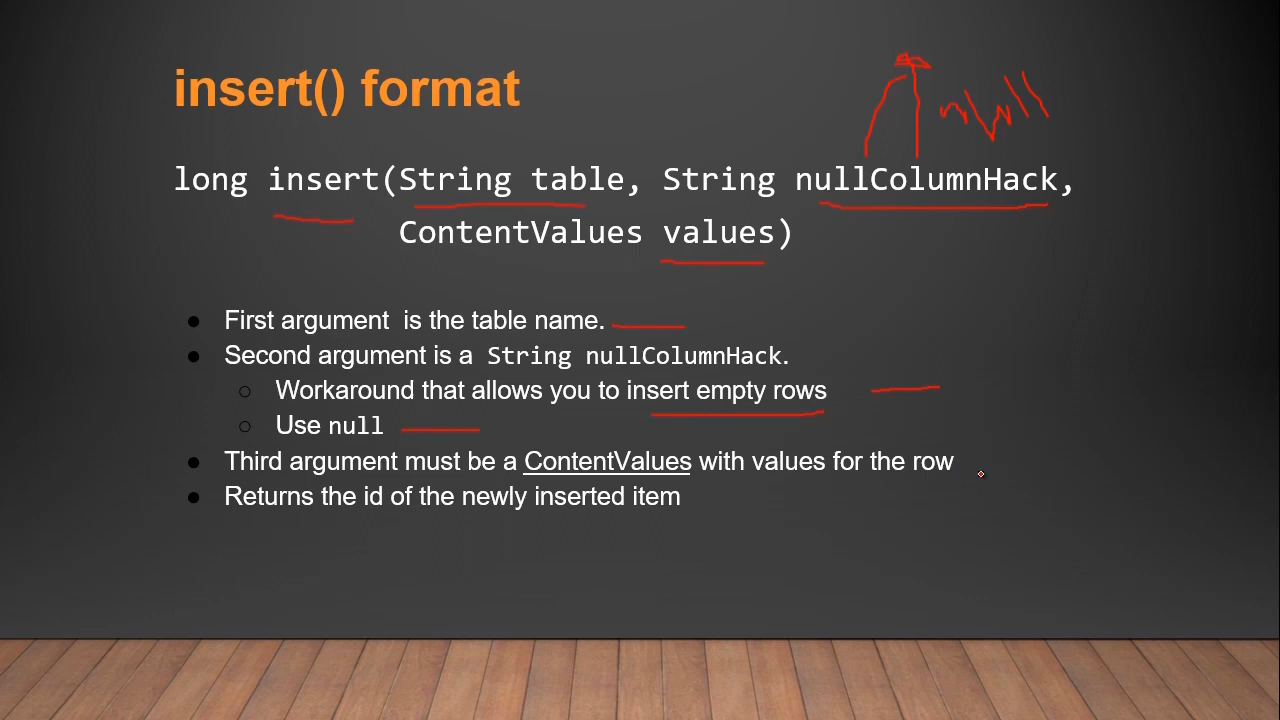 insert() format
null
long insert(String table, String nullColumnHack,
ContentValues values)
● First argument  is the table name.
● Second argument is a String nullColumnHack.
○ Workaround that allows you to insert empty rows
○ Use null
● Third argument must be a ContentValues with values for the row
● Returns the id of the newly inserted item